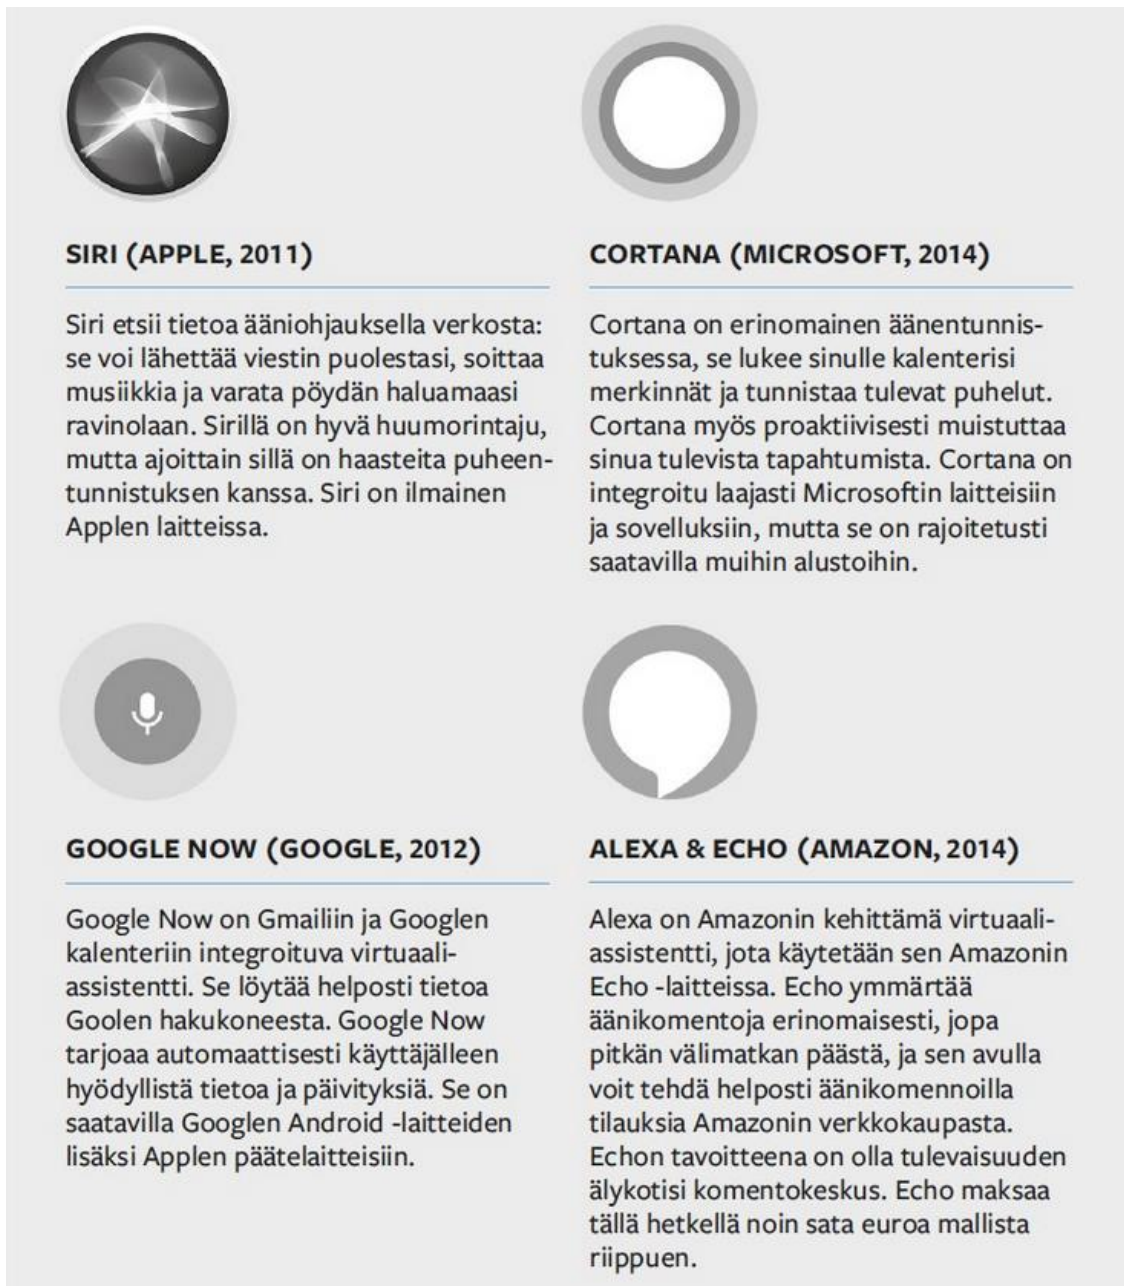 SIRI (APPLE, 2011)
Siri etsii tietoa ääniohjauksella verkosta:
se voi lähettää viestin puolestasi, soittaa
musiikkia ja varata pöydän haluamaasi
ravinolaan. Sirillä on hyvä huumorintaju,
mutta ajoittain sillä on haasteita puheen-
tunnistuksen kanssa. Siri on ilmainen
Applen laitteissa.
CORTANA (MICROSOFT, 2014)
Cortana on erinomainen äänentunnis-
tuksessa, se lukee sinulle kalenterisi
merkinnät ja tunnistaa tulevat puhelut.
Cortana myös proaktiivisesti muistuttaa
sinua tulevista tapahtumista. Cortana on
integroitu laajasti Microsoftin laitteisiin
ja sovelluksiin, mutta se on rajoitetusti
saatavilla muihin alustoihin.
GOOGLE NOW (GOOGLE, 2012)
Google Now on Gmailiin ja Googlen
kalenteriin integroituva virtuaali-
assistentti. Se löytää helposti tietoa
Goolen hakukoneesta. Google Now
tarjoaa automaattisesti käyttäjälleen
hyödyllistä tietoa ja päivityksiä. Se on
saatavilla Googlen Android -laitteiden
lisäksi Applen päätelaitteisiin.
ALEXA & ECHO (AMAZON, 2014)
Alexa on Amazonin kehittämä virtuaali-
assistentti, jota käytetään sen Amazonin
Echo -laitteissa. Echo ymmärtää
äänikomentoja erinomaisesti, jopa
pitkän välimatkan päästä, ja sen avulla
voit tehdä helposti äänikomennoilla
tilauksia Amazonin verkkokaupasta.
Echon tavoitteena on olla tulevaisuuden
älykotisi komentokeskus. Echo maksaa
tällä hetkellä noin sata euroa mallista
riippuen.